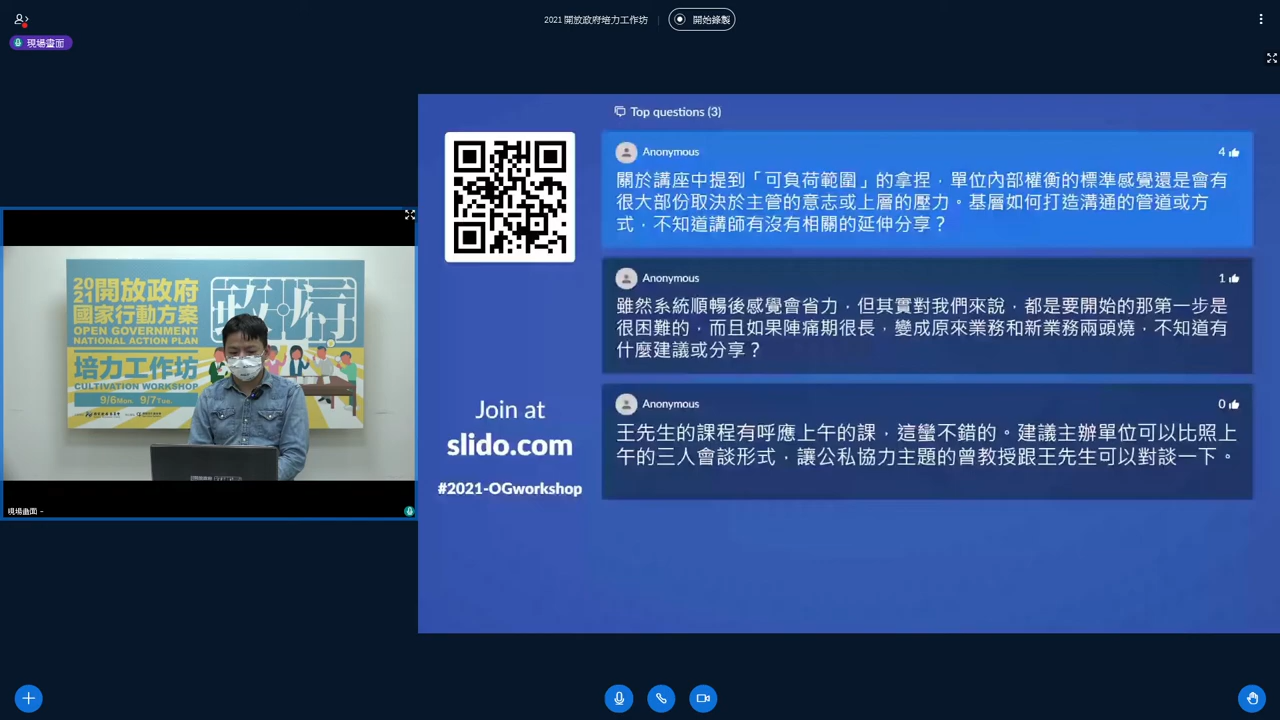 2021 開放政府培力工作坊
開始錄製
現場畫面
Top questions (3)
Anonymous
4
關於講座中提到「可負荷範圍」的拿捏，單位內部權衡的標準感覺還是會有
很大部份取決於主管的意志或上層的壓力。基層如何打造溝通的管道或方
式，不知道講師有沒有相關的延伸分享？
Anonymous
1
雖然系統順暢後感覺會省力，但其實對我們來說，都是要開始的那第一步是
很困難的，而且如果陣痛期很長，變成原來業務和新業務兩頭燒，不知道有
什麼建議或分享？
Anonymous
0
王先生的課程有呼應上午的課，這蠻不錯的。建議主辦單位可以比照上
午的三人會談形式，讓公私協力主題的曾教授跟王先生可以對談一下。
Join at
slido.com
#2021-OGworkshop
2021開放政府
國家行動方案
OPEN GOVERNMENT
NATIONAL ACTION PLAN
培力工作坊
CULTIVATION WORKSHOP
9/6Mon. 9/7Tue.
現場畫面